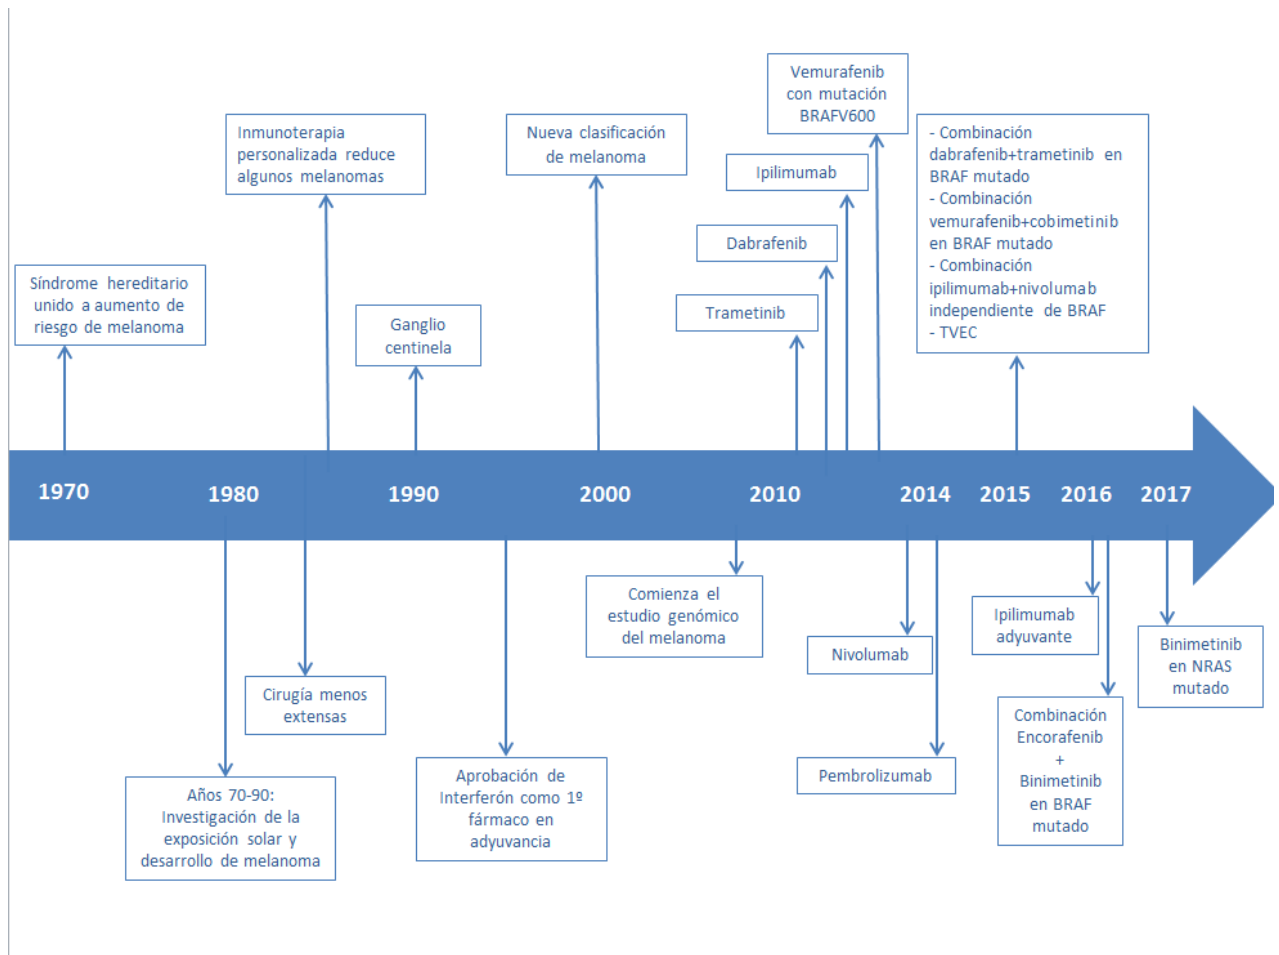 Vemurafenib
con mutación
BRAFV600
Inmunoterapia
personalizada reduce
algunos melanomas
Nueva clasificación
de melanoma
- Combinación
dabrafenib+trametinib en
BRAF mutado
- Combinación
vemurafenib+cobimetinib
en BRAF mutado
- Combinación
ipilimumab+nivolumab
independiente de BRAF
- TVEC
Ipilimumab
Dabrafenib
Síndrome hereditario
unido a aumento de
riesgo de melanoma
Trametinib
Ganglio
centinela
1970
1980
1990
2000
2010
2014
2015
2016
2017
Comienza el
estudio genómico
del melanoma
Ipilimumab
adyuvante
Nivolumab
Binimetinib
en NRAS
mutado
Cirugía menos
extensas
Combinación
Encorafenib
+
Binimetinib
en BRAF
mutado
Pembrolizumab
Aprobación de
Interferón como 1º
fármaco en
adyuvancia
Años 70-90:
Investigación de la
exposición solar y
desarrollo de melanoma